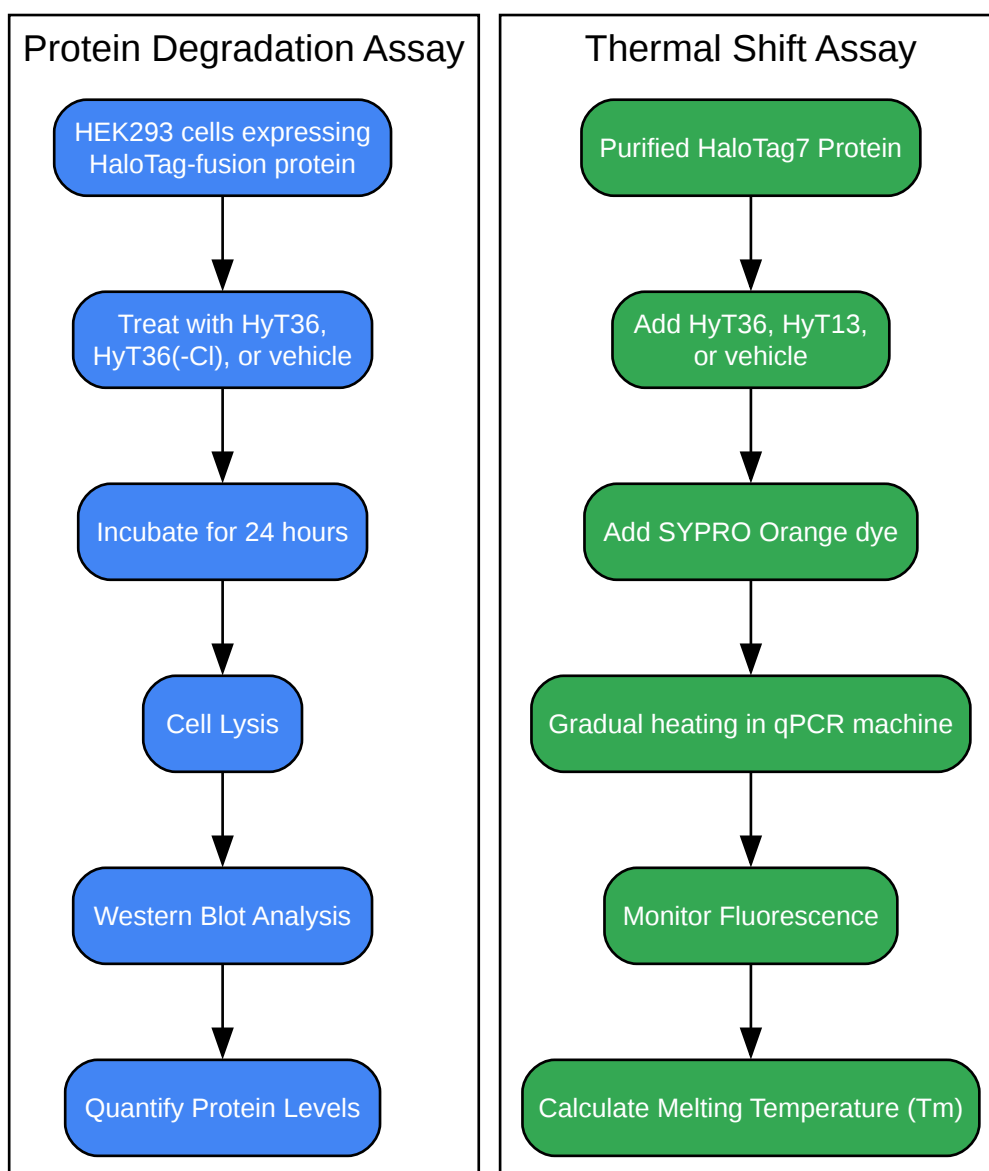 Protein Degradation Assay
HEK293 cells expressing
HaloTag-fusion protein
Treat with HyT36,
HyT36(-Cl), or vehicle
Incubate for 24 hours
Cell Lysis
Western Blot Analysis
Quantify Protein Levels
Thermal Shift Assay
Purified HaloTag7 Protein
Add HyT36, HyT13,
or vehicle
Add SYPRO Orange dye
Gradual heating in qPCR machine
Monitor Fluorescence
Calculate Melting Temperature (Tm)